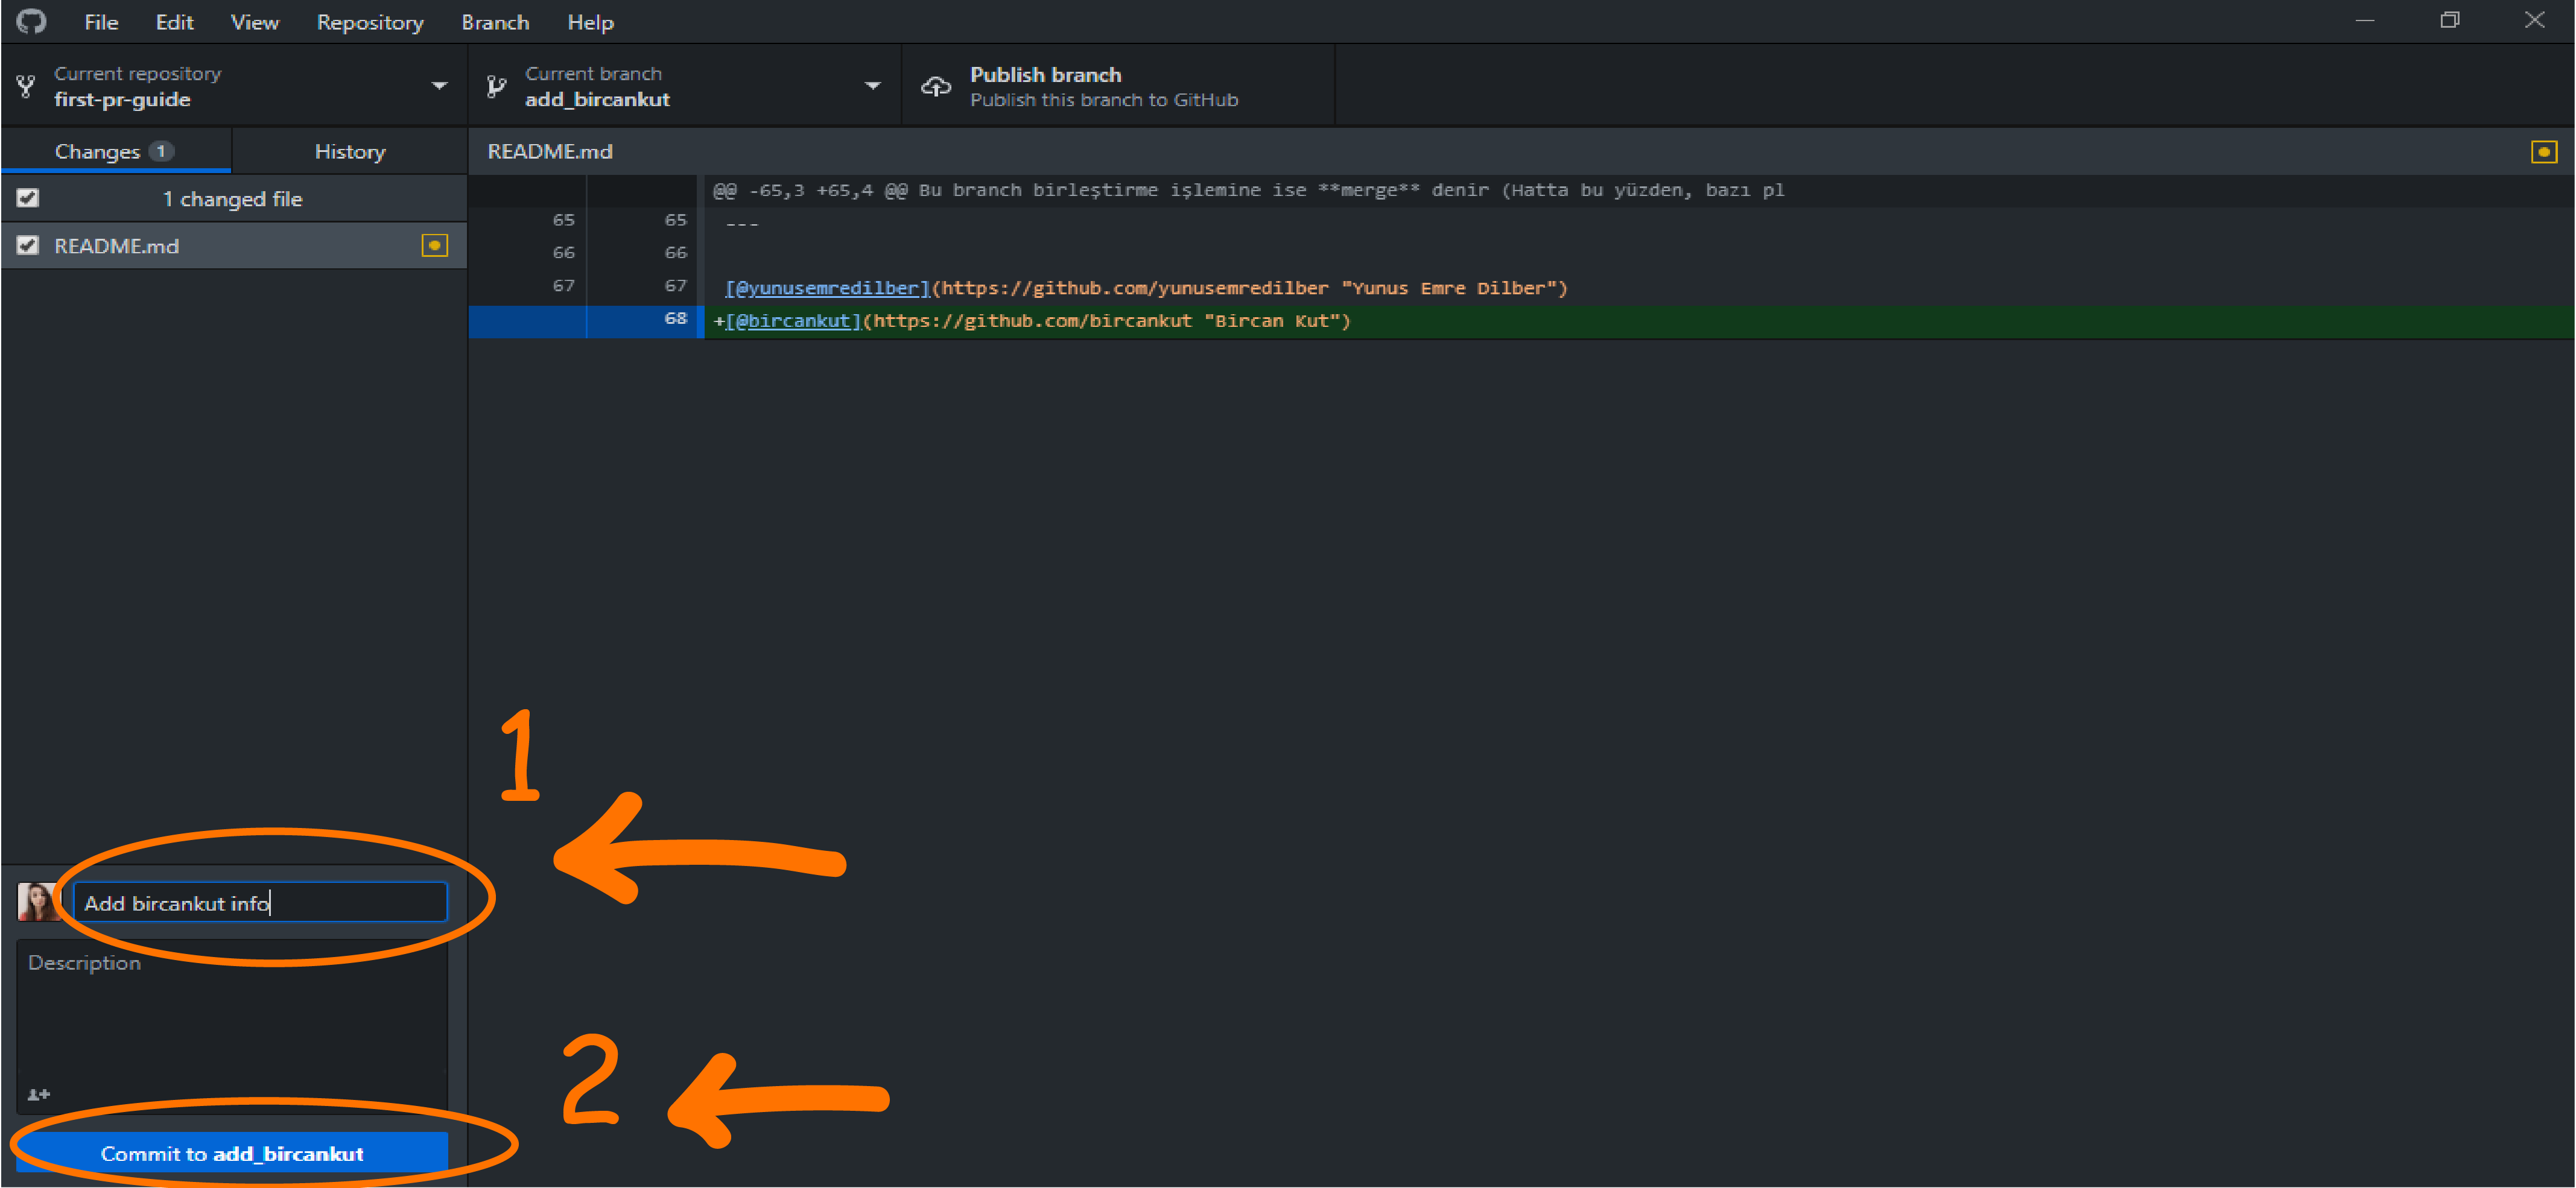 File Edit View Repository Branch Help
Current repository
first-pr-guide
Current branch
add_bircankut
Publish branch
Publish this branch to GitHub
Changes 1 History
README.md
1 changed file
README.md
@@ -65,3 +65,4 @@ Bu branch birleştirme işlemine ise **merge** denir (Hatta bu yüzden, bazı pl
65 65 ---
66 66
67 67 [@yunusemredilber](https://github.com/yunusemredilber "Yunus Emre Dilber")
68 +[@bircankut](https://github.com/bircankut "Bircan Kut")
1
Add bircankut info
Description
2
Commit to add_bircankut